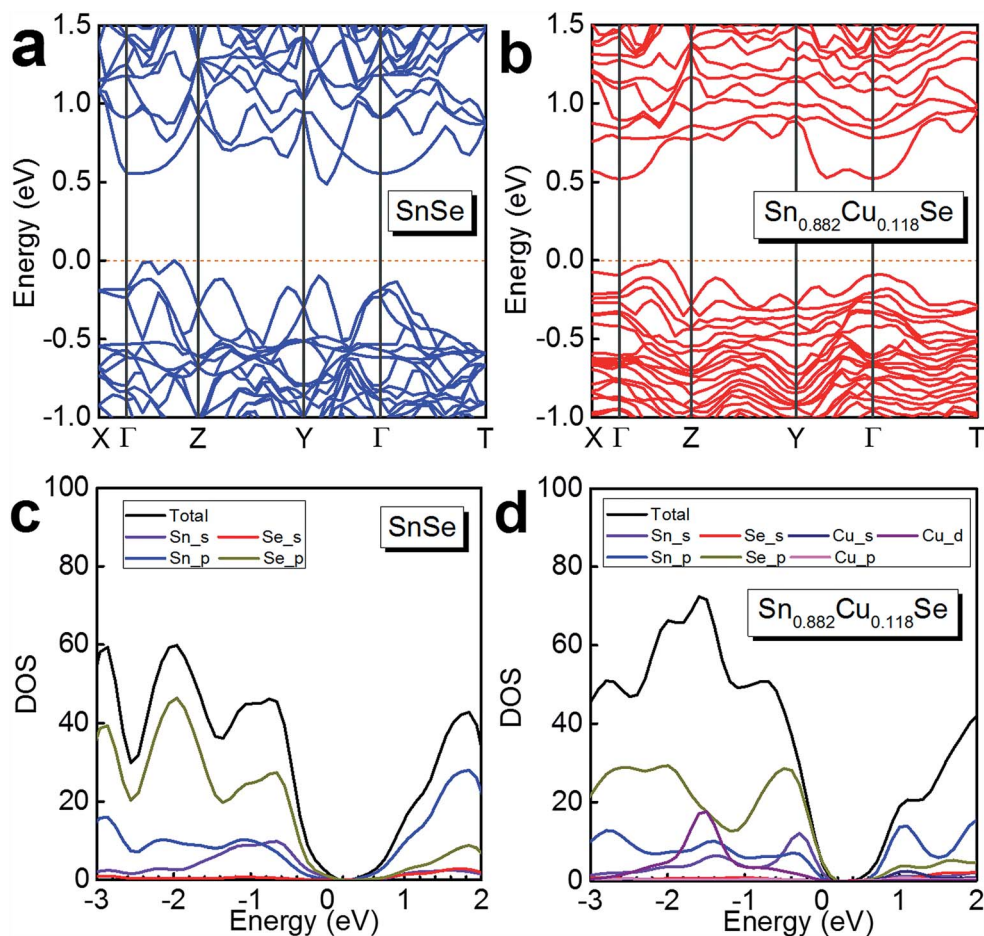 a
b
1.5
1.0
0.5
0.0
-0.5
-1.0
Energy (eV)
SnSe
X Γ Z Y Γ T
1.5
1.0
0.5
0.0
-0.5
-1.0
Energy (eV)
Sn0.882Cu0.118Se
X Γ Z Y Γ T
c
100
80
60
40
20
0
DOS
Total
Sn_s Se_s
Sn_p Se_p
SnSe
-3 -2 -1 0 1 2
Energy (eV)
d
100
80
60
40
20
0
DOS
Total
Sn_s Se_s Cu_s Cu_d
Sn_p Se_p Cu_p
Sn0.882Cu0.118Se
-3 -2 -1 0 1 2
Energy (eV)